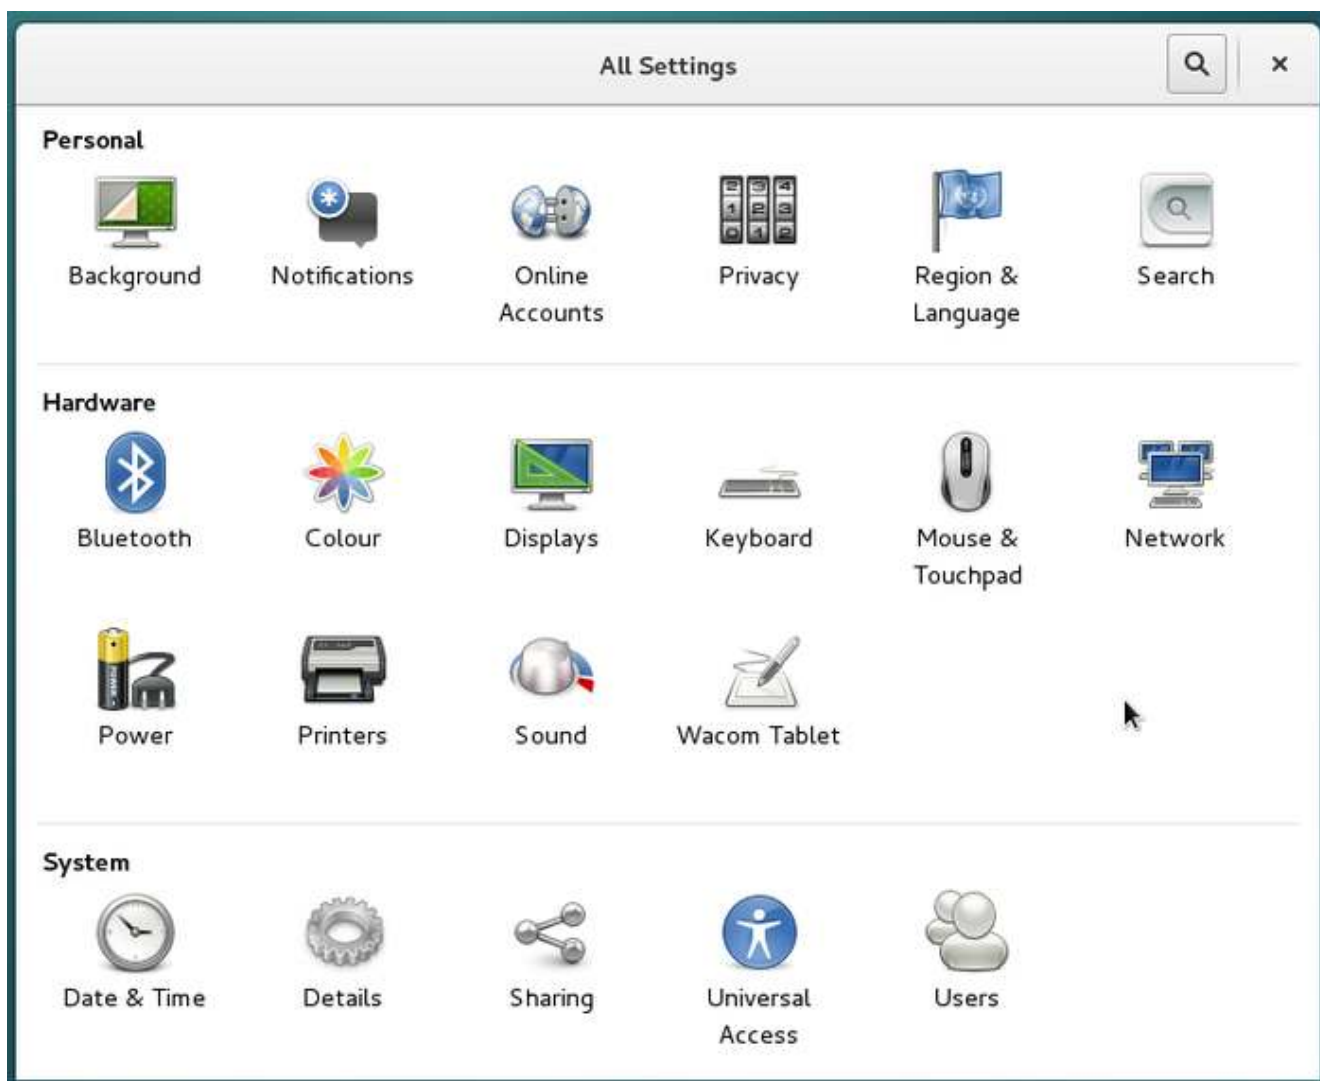 All Settings
Personal
Background
Notifications
Online
Accounts
Privacy
Region &
Language
Search
Hardware
Bluetooth
Colour
Displays
Keyboard
Mouse &
Touchpad
Network
Power
Printers
Sound
Wacom Tablet
System
Date & Time
Details
Sharing
Universal
Access
Users